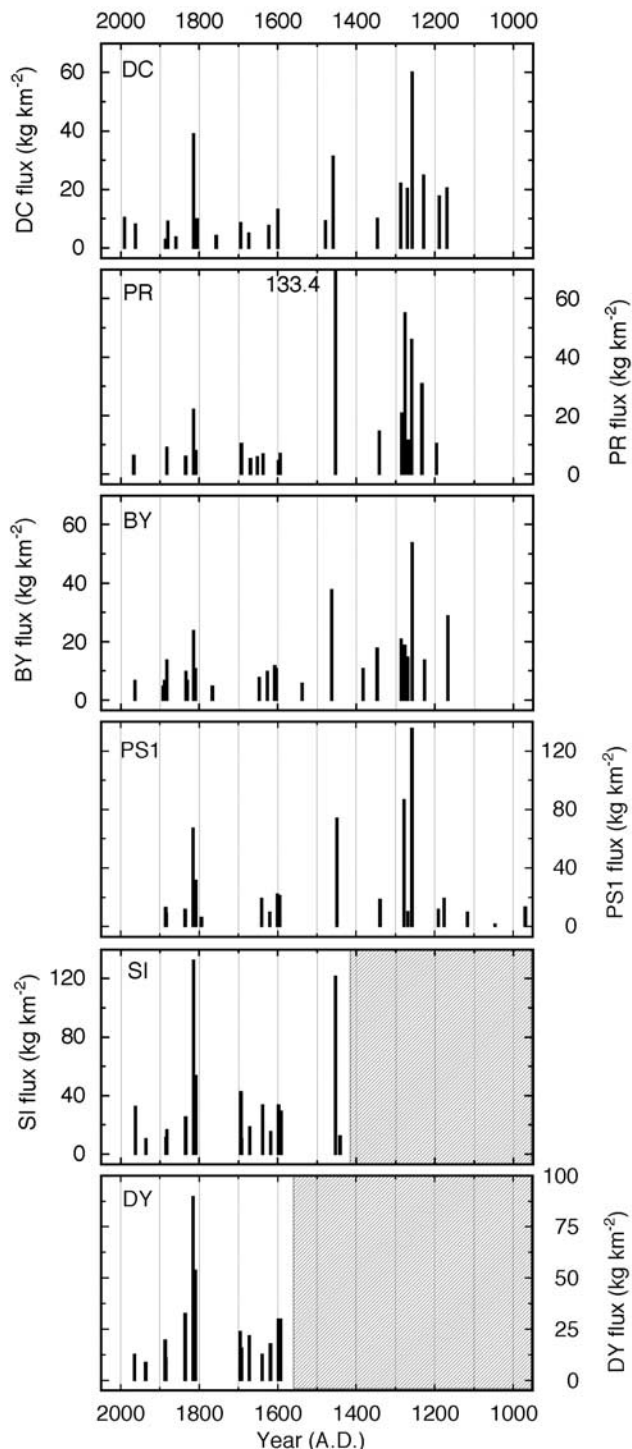 2000 1800 1600 1400 1200 1000
DC
60
40
20
0
DC flux (kg km-2)
PR
133.4
60
40
20
0
PR flux (kg km-2)
BY
60
40
20
0
BY flux (kg km-2)
PS1
120
80
40
0
PS1 flux (kg km-2)
SI
120
80
40
0
SI flux (kg km-2)
DY
100
75
50
25
0
DY flux (kg km-2)
2000 1800 1600 1400 1200 1000
Year (A.D.)